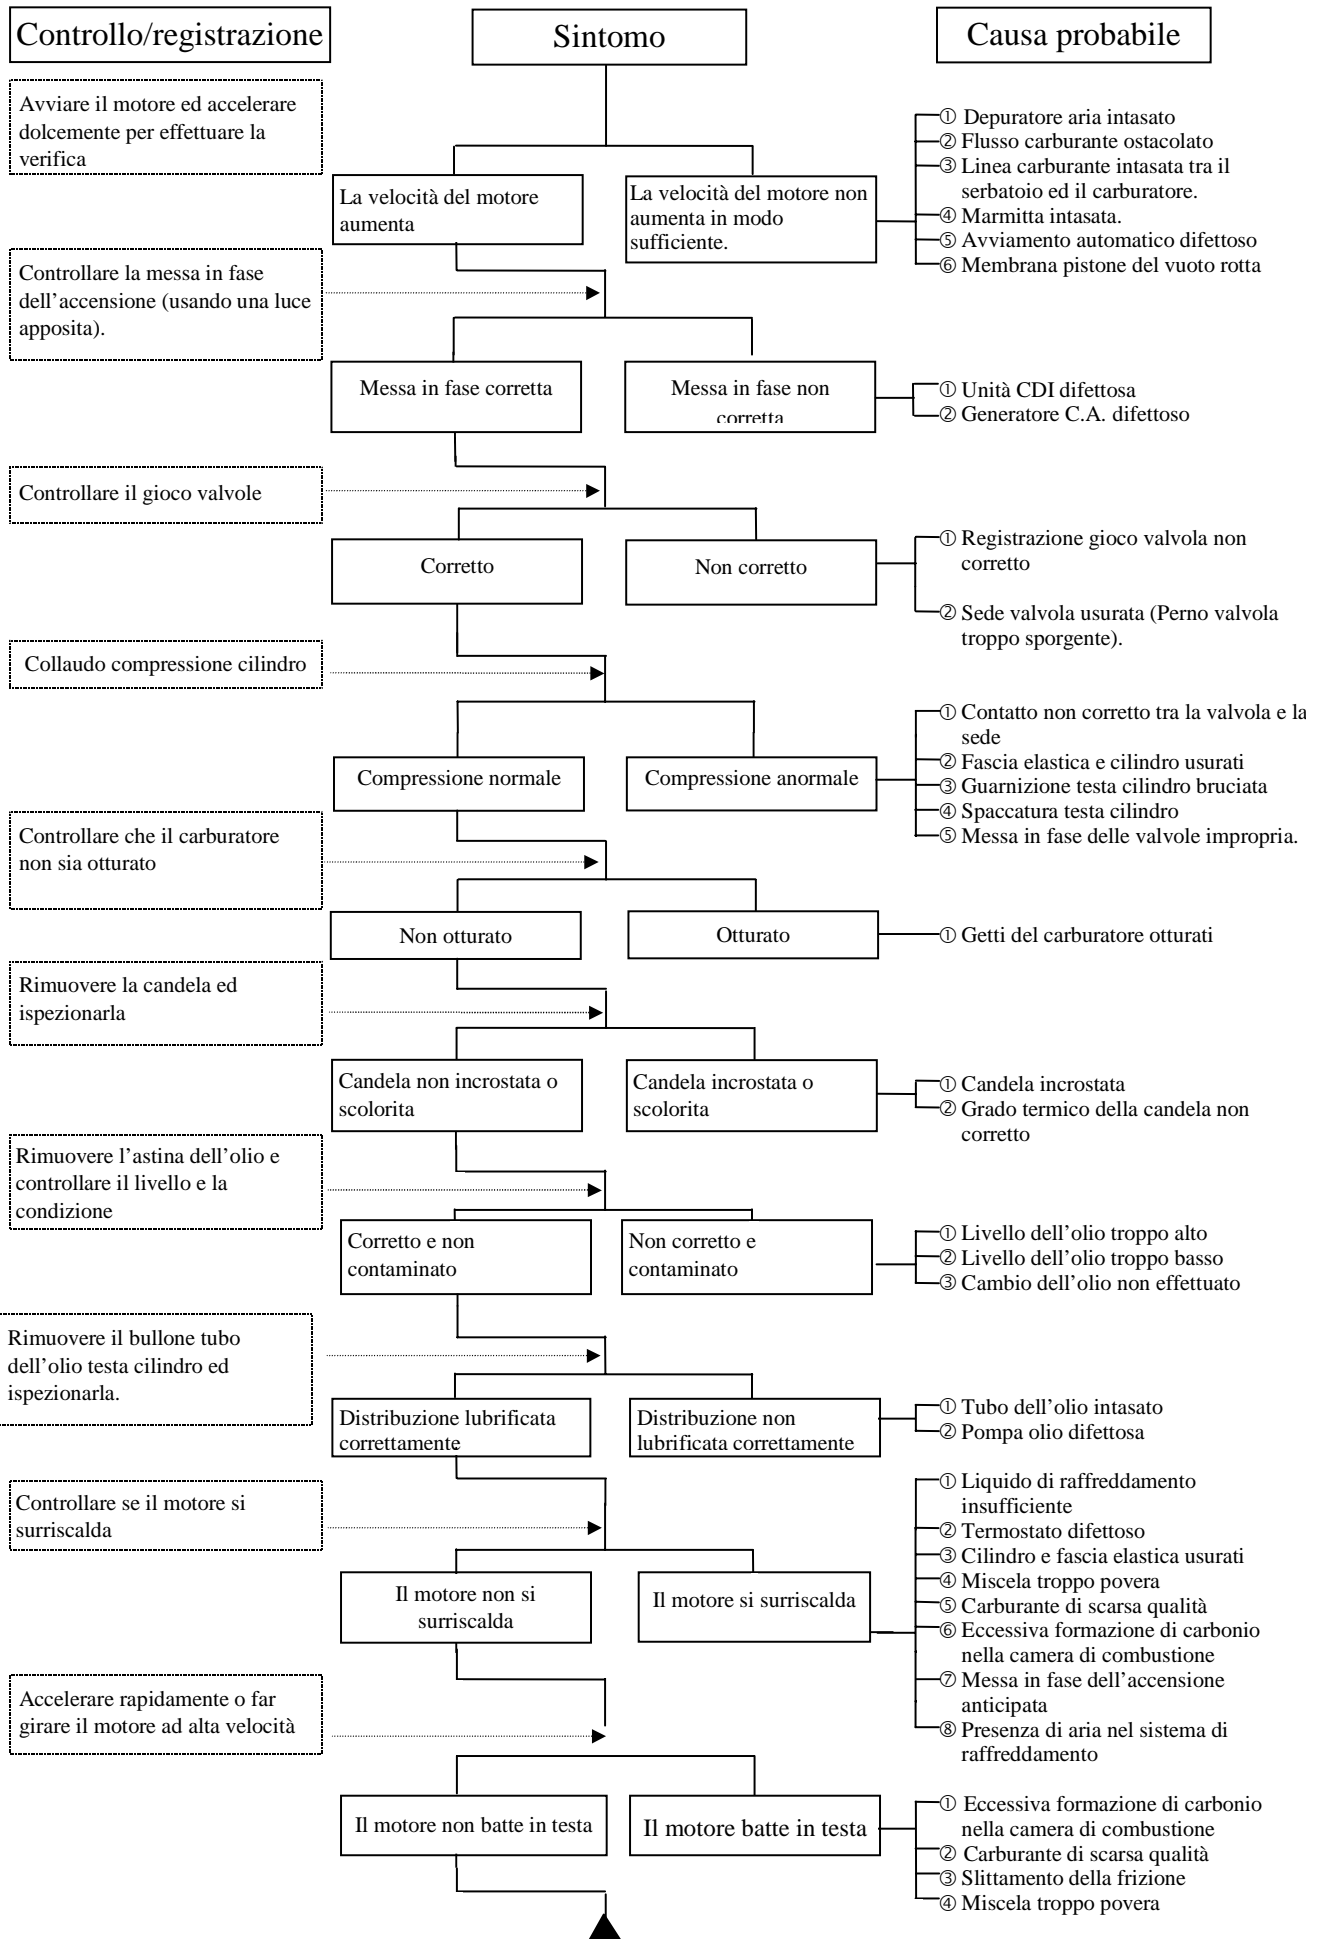 Controllo/registrazione
Sintomo
Causa probabile
Avviare il motore ed accelerare
dolcemente per effettuare la
verifica
La velocità del motore
aumenta
La velocità del motore non
aumenta in modo
sufficiente.
① Depuratore aria intasato
② Flusso carburante ostacolato
③ Linea carburante intasata tra il
serbatoio ed il carburatore.
④ Marmitta intasata.
⑤ Avviamento automatico difettoso
⑥ Membrana pistone del vuoto rotta
Controllare la messa in fase
dell'accensione (usando una luce
apposita).
Messa in fase corretta
Messa in fase non
corretta
① Unità CDI difettosa
② Generatore C.A. difettoso
Controllare il gioco valvole
Corretto
Non corretto
① Registrazione gioco valvola non
corretto
② Sede valvola usurata (Perno valvola
troppo sporgente).
Collaudo compressione cilindro
Compressione normale
Compressione anormale
① Contatto non corretto tra la valvola e la
sede
② Fascia elastica e cilindro usurati
③ Guarnizione testa cilindro bruciata
④ Spaccatura testa cilindro
⑤ Messa in fase delle valvole impropria.
Controllare che il carburatore
non sia otturato
Non otturato
Otturato
① Getti del carburatore otturati
Rimuovere la candela ed
ispezionarla
Candela non incrostata o
scolorita
Candela incrostata o
scolorita
① Candela incrostata
② Grado termico della candela non
corretto
Rimuovere l'astina dell'olio e
controllare il livello e la
condizione
Corretto e non
contaminato
Non corretto e
contaminato
① Livello dell'olio troppo alto
② Livello dell'olio troppo basso
③ Cambio dell'olio non effettuato
Rimuovere il bullone tubo
dell'olio testa cilindro ed
ispezionarla.
Distribuzione lubrificata
correttamente
Distribuzione non
lubrificata correttamente
① Tubo dell'olio intasato
② Pompa olio difettosa
Controllare se il motore si
surriscalda
Il motore non si
surriscalda
Il motore si surriscalda
① Liquido di raffreddamento
insufficiente
② Termostato difettoso
③ Cilindro e fascia elastica usurati
④ Miscela troppo povera
⑤ Carburante di scarsa qualità
⑥ Eccessiva formazione di carbonio
nella camera di combustione
⑦ Messa in fase dell'accensione
anticipata
⑧ Presenza di aria nel sistema di
raffreddamento
Accelerare rapidamente o far
girare il motore ad alta velocità
Il motore non batte in testa
Il motore batte in testa
① Eccessiva formazione di carbonio
nella camera di combustione
② Carburante di scarsa qualità
③ Slittamento della frizione
④ Miscela troppo povera